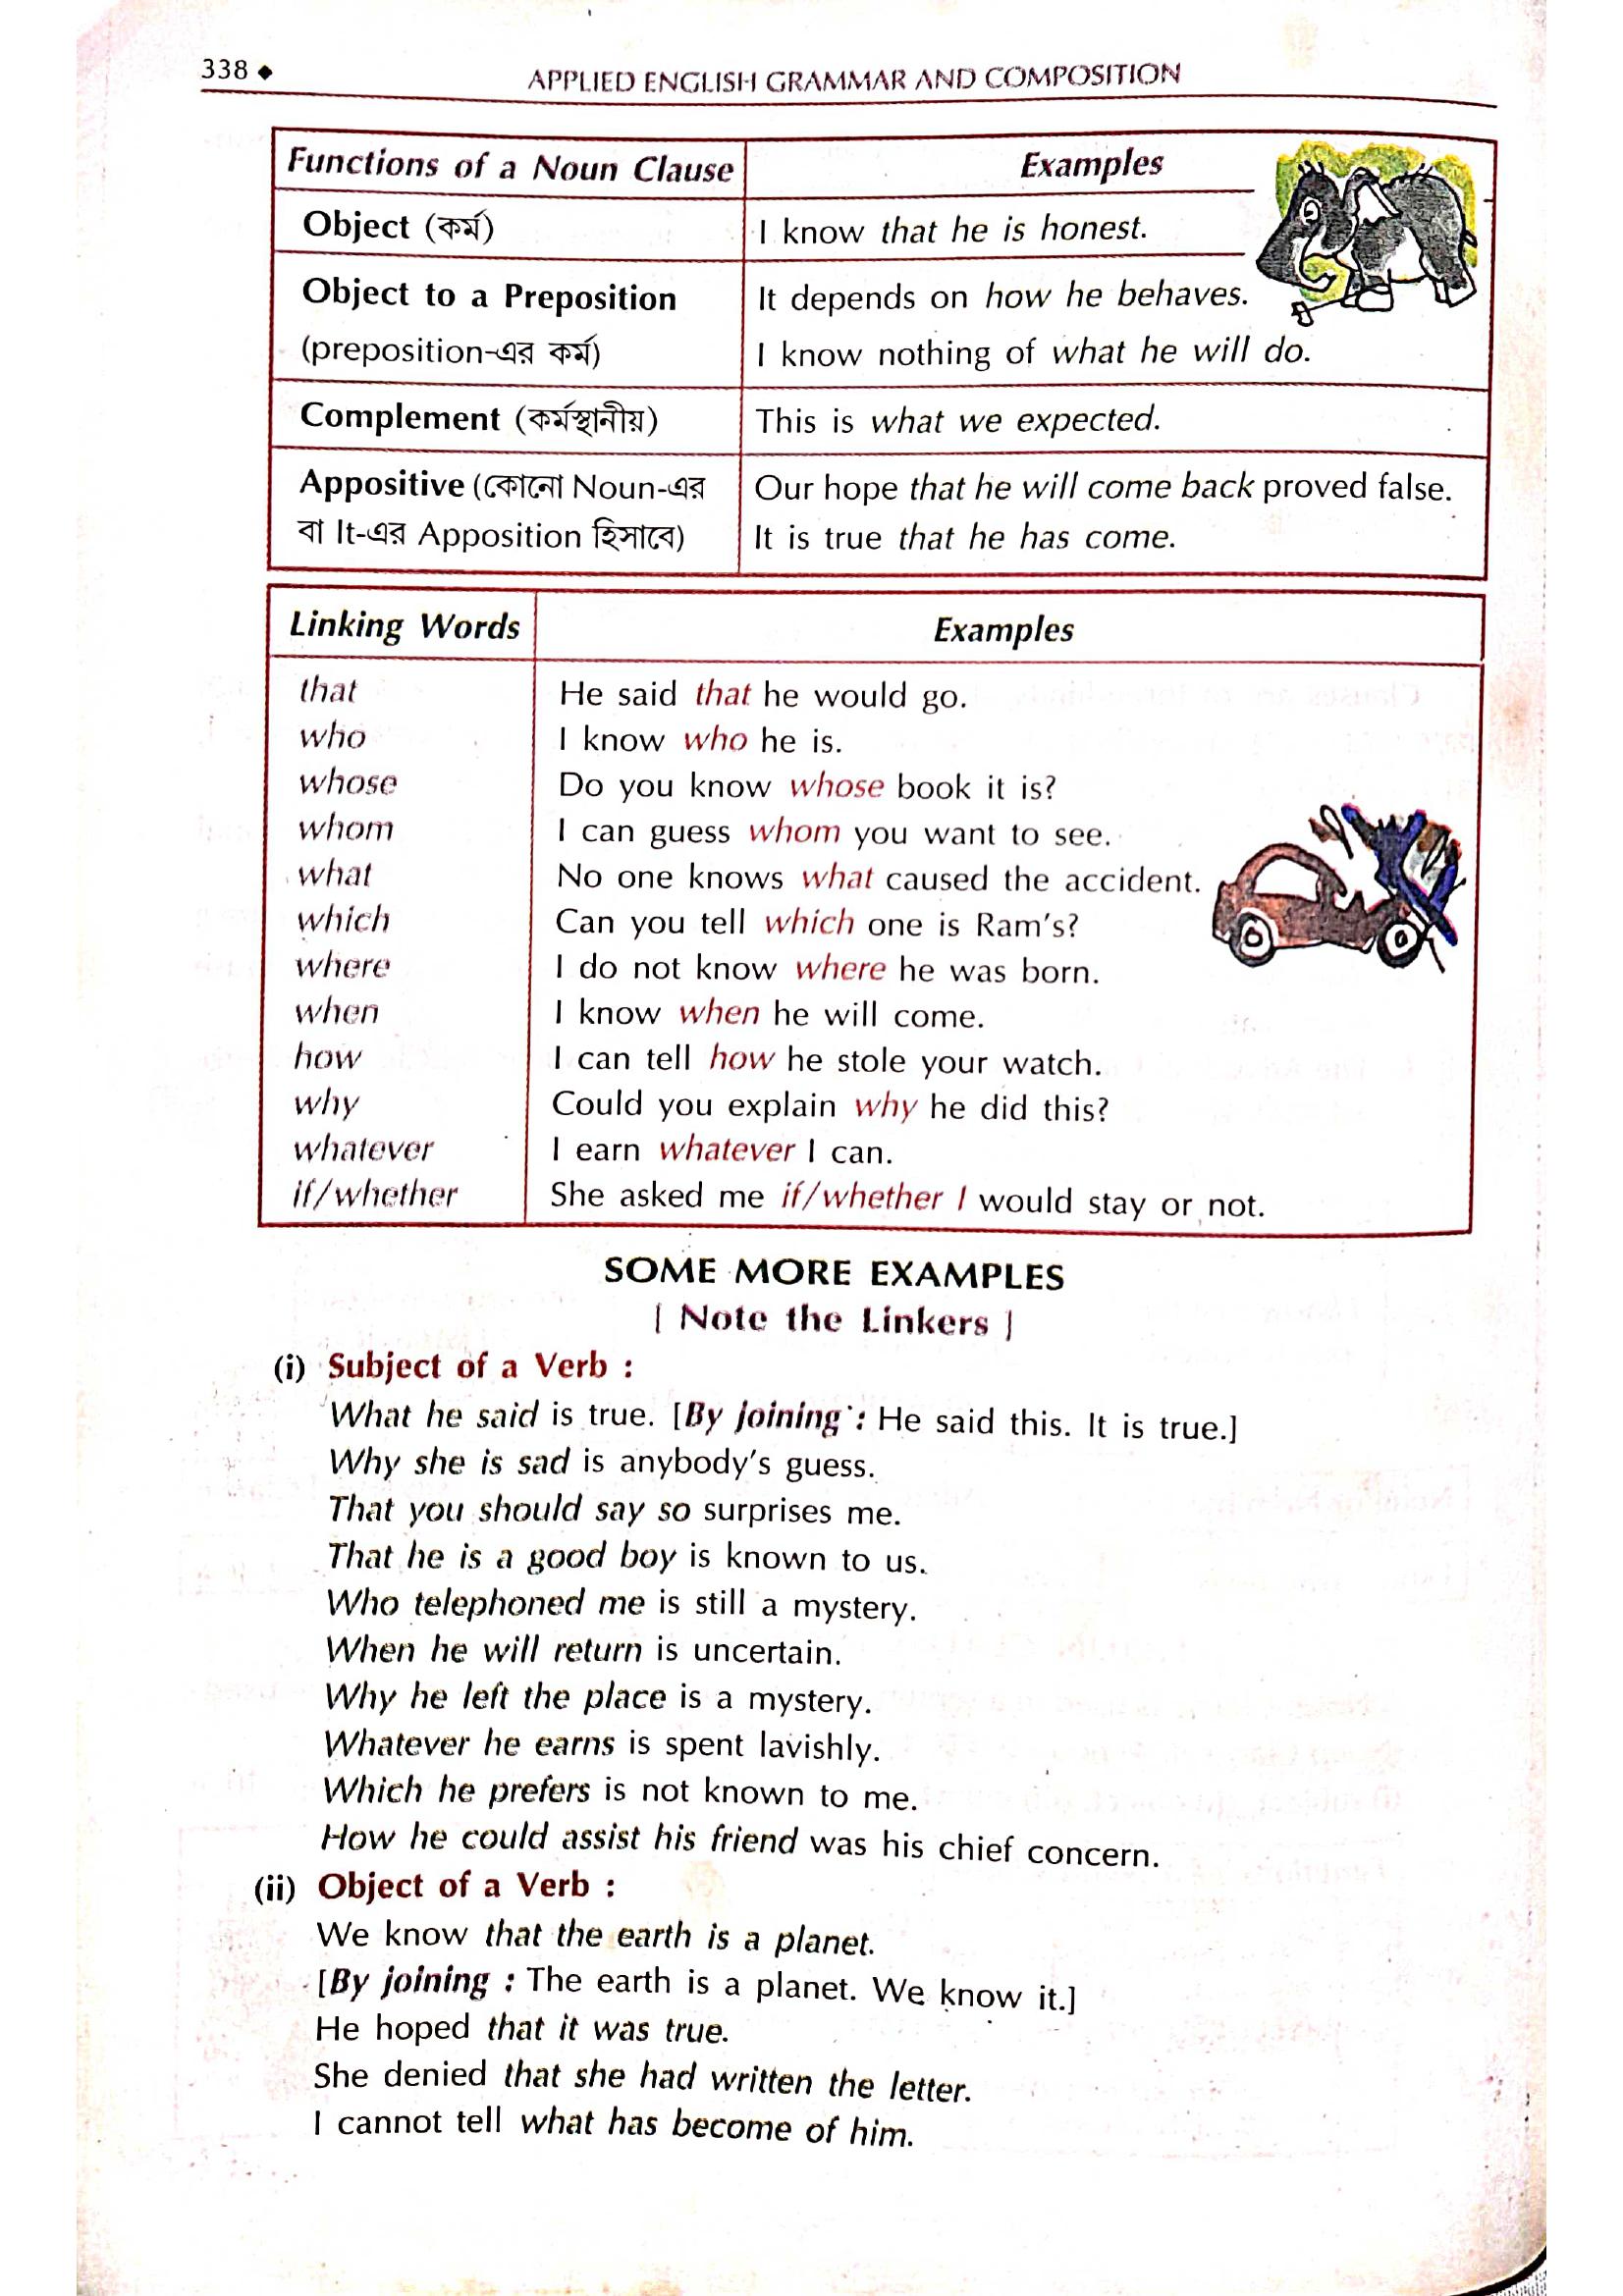 338 ◆ APPLIED ENGLISH GRAMMAR AND COMPOSITION
Functions of a Noun Clause Examples
Object (কর্ম) I know that he is honest.
Object to a Preposition It depends on how he behaves.
(preposition-এর কর্ম) I know nothing of what he will do.
Complement (কর্মস্থানীয়) This is what we expected.
Appositive (কোনো Noun-এর Our hope that he will come back proved false.
বা It-এর Apposition হিসাবে) It is true that he has come.
Linking Words Examples
that He said that he would go.
who I know who he is.
whose Do you know whose book it is?
whom I can guess whom you want to see.
what No one knows what caused the accident.
which Can you tell which one is Ram's?
where I do not know where he was born.
when I know when he will come.
how I can tell how he stole your watch.
why Could you explain why he did this?
whatever I earn whatever I can.
if/whether She asked me if/whether I would stay or not.
SOME MORE EXAMPLES
[ Note the Linkers ]
(i) Subject of a Verb :
What he said is true. [By joining : He said this. It is true.]
Why she is sad is anybody's guess.
That you should say so surprises me.
That he is a good boy is known to us.
Who telephoned me is still a mystery.
When he will return is uncertain.
Why he left the place is a mystery.
Whatever he earns is spent lavishly.
Which he prefers is not known to me.
How he could assist his friend was his chief concern.
(ii) Object of a Verb :
We know that the earth is a planet.
[By joining : The earth is a planet. We know it.]
He hoped that it was true.
She denied that she had written the letter.
I cannot tell what has become of him.